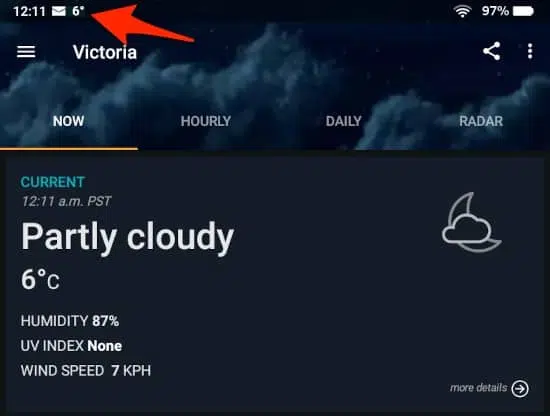 12:11 6° 97%
Victoria
NOW HOURLY DAILY RADAR
CURRENT
12:11 a.m. PST
Partly cloudy
6°C
HUMIDITY 87%
UV INDEX None
WIND SPEED 7 KPH
more details